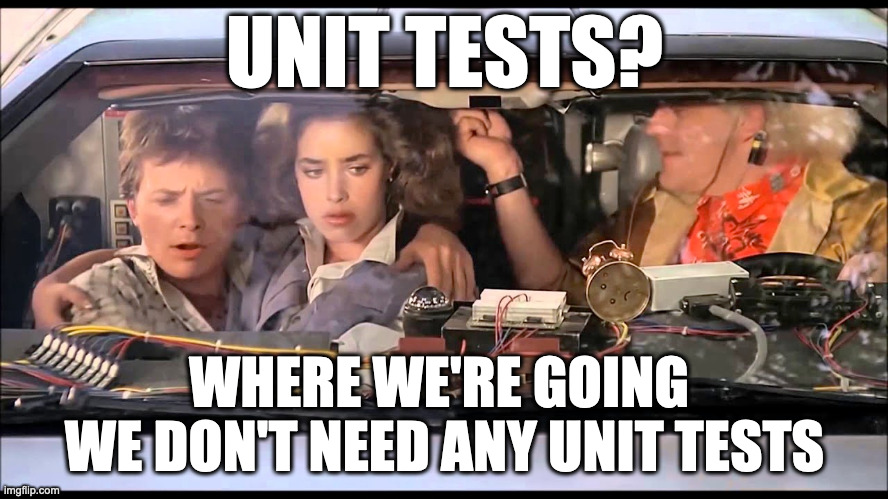 UNIT TESTS?
WHERE WE'RE GOING
WE DON'T NEED ANY UNIT TESTS
imgflip.com